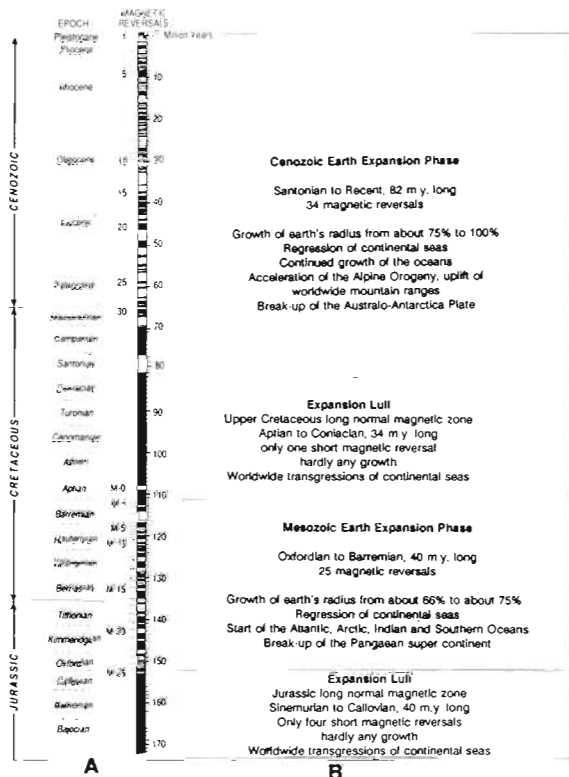 MAGNETIC
EPOCH REVERSALS
Pleistocene
Pliocene
Miocene
Oligocene
Eocene
Paleocene
Campanian
Santonian
Coniacian
Turonian
Cenomanian
Albian
Aptian
Barremian
Hauterivian
Berriasian
Tithonian
Kimmeridgian
Oxfordian
Callovian
Bathonian
Bajocian
CENOZOIC
CRETACEOUS
JURASSIC
5
15
20
25
30
M-0
M-5
M-15
M-20
M-25
Million Years
10
20
30
40
50
60
70
80
90
100
110
120
130
140
150
160
170
Cenozoic Earth Expansion Phase
Santonian to Recent, 82 m.y. long
34 magnetic reversals
Growth of earth's radius from about 75% to 100%
Regression of continental seas
Continued growth of the oceans
Acceleration of the Alpine Orogeny, uplift of
worldwide mountain ranges
Break-up of the Australo-Antarctica Plate
Expansion Lull
Upper Cretaceous long normal magnetic zone
Aptian to Coniacian, 34 m.y. long
only one short magnetic reversal
hardly any growth
Worldwide transgressions of continental seas
Mesozoic Earth Expansion Phase
Oxfordian to Barremian, 40 m.y. long
25 magnetic reversals
Growth of earth's radius from about 66% to about 75%
Regression of continental seas
Start of the Atlantic, Arctic, Indian and Southern Oceans
Break-up of the Pangaean super continent
Expansion Lull
Jurassic long normal magnetic zone
Sinemurian to Callovian, 40 m.y. long
Only four short magnetic reversals
hardly any growth
Worldwide transgressions of continental seas
A
B